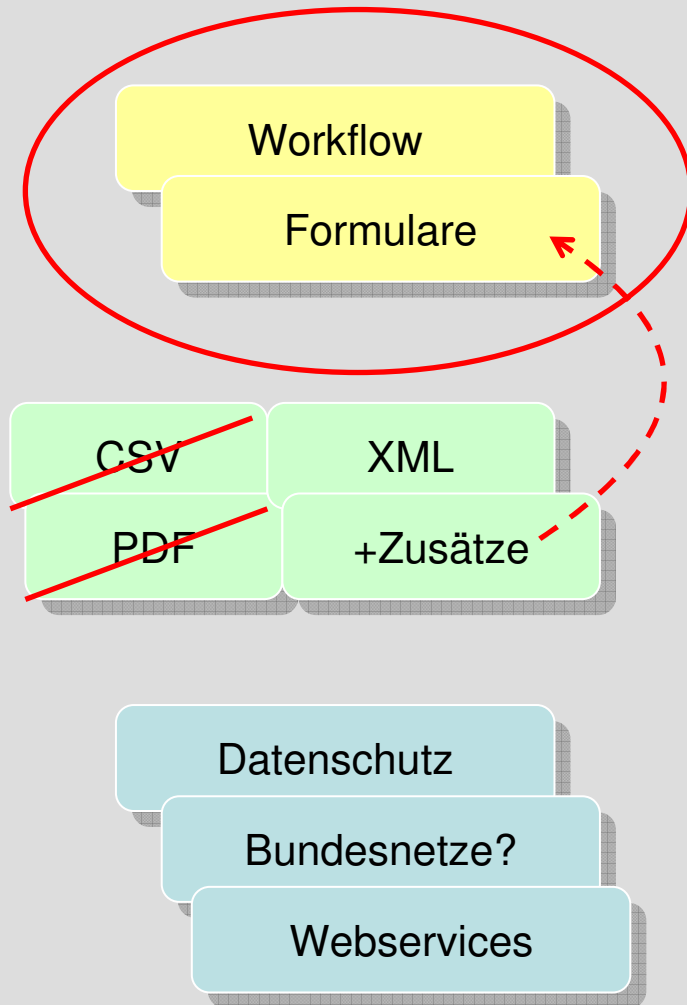 Workflow
Formulare
CSV XML
PDF +Zusätze
Datenschutz
Bundesnetze?
Webservices